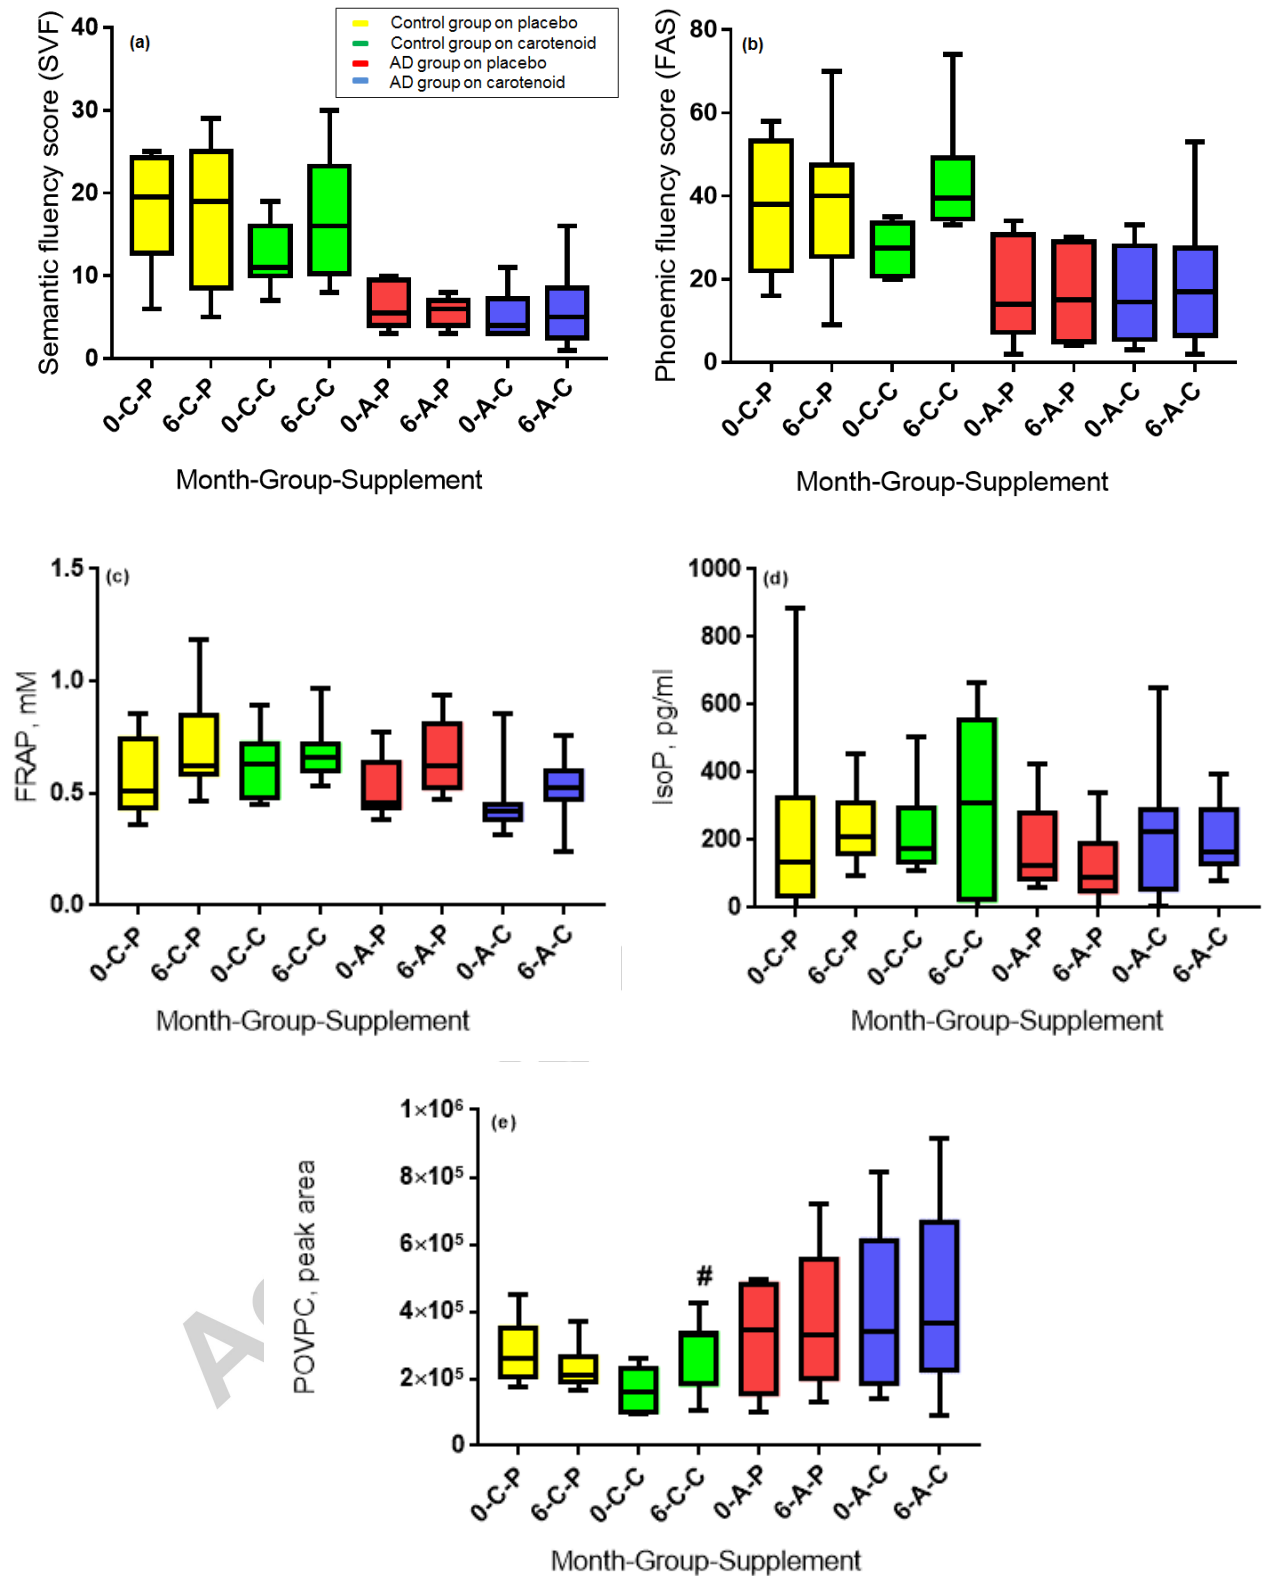 (a)
Semantic fluency score (SVF)
40
30
20
10
0
0-C-P
6-C-P
0-C-C
6-C-C
0-A-P
6-A-P
0-A-C
6-A-C
Month-Group-Supplement
Control group on placebo
Control group on carotenoid
AD group on placebo
AD group on carotenoid
(b)
Phonemic fluency score (FAS)
80
60
40
20
0
0-C-P
6-C-P
0-C-C
6-C-C
0-A-P
6-A-P
0-A-C
6-A-C
Month-Group-Supplement
(c)
FRAP, mM
1.5
1.0
0.5
0.0
0-C-P
6-C-P
0-C-C
6-C-C
0-A-P
6-A-P
0-A-C
6-A-C
Month-Group-Supplement
(d)
IsoP, pg/ml
1000
800
600
400
200
0
0-C-P
6-C-P
0-C-C
6-C-C
0-A-P
6-A-P
0-A-C
6-A-C
Month-Group-Supplement
(e)
POVPC, peak area
1×10⁶
8×10⁵
6×10⁵
4×10⁵
2×10⁵
0
#
0-C-P
6-C-P
0-C-C
6-C-C
0-A-P
6-A-P
0-A-C
6-A-C
Month-Group-Supplement